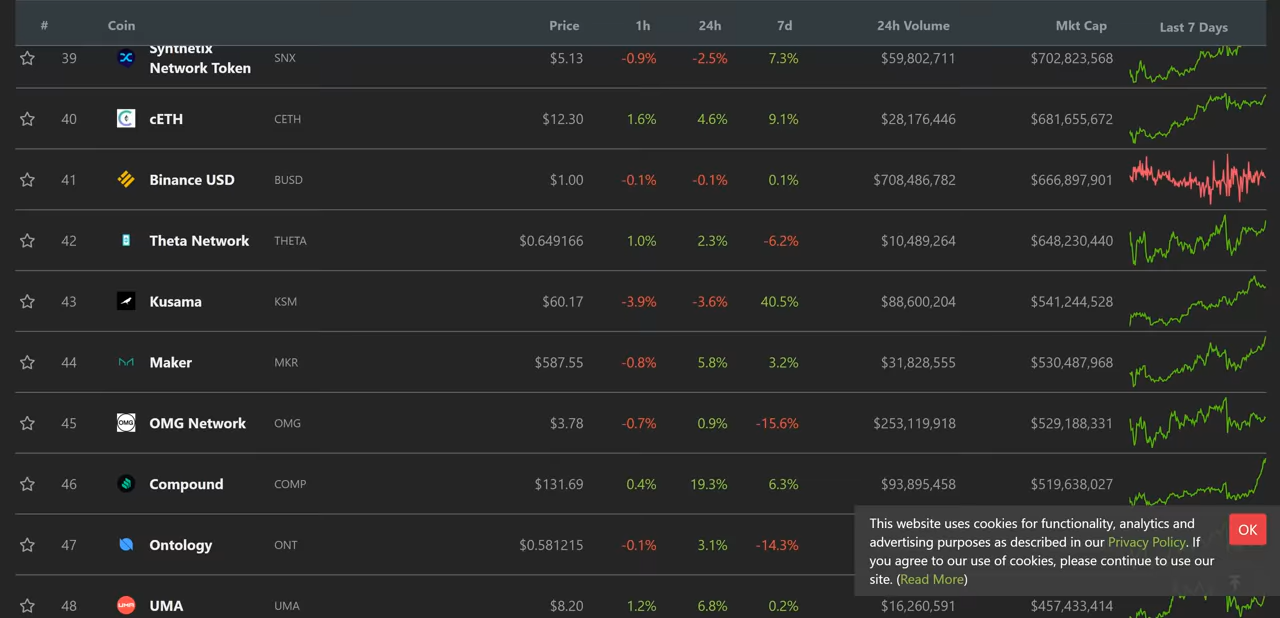 # Coin Price 1h 24h 7d 24h Volume Mkt Cap Last 7 Days
39 Synthetix Network Token SNX $5.13 -0.9% -2.5% 7.3% $59,802,711 $702,823,568
40 cETH CETH $12.30 1.6% 4.6% 9.1% $28,176,446 $681,655,672
41 Binance USD BUSD $1.00 -0.1% -0.1% 0.1% $708,486,782 $666,897,901
42 Theta Network THETA $0.649166 1.0% 2.3% -6.2% $10,489,264 $648,230,440
43 Kusama KSM $60.17 -3.9% -3.6% 40.5% $88,600,204 $541,244,528
44 Maker MKR $587.55 -0.8% 5.8% 3.2% $31,828,555 $530,487,968
45 OMG OMG Network OMG $3.78 -0.7% 0.9% -15.6% $253,119,918 $529,188,331
46 Compound COMP $131.69 0.4% 19.3% 6.3% $93,895,458 $519,638,027
47 Ontology ONT $0.581215 -0.1% 3.1% -14.3%
48 UMA UMA UMA $8.20 1.2% 6.8% 0.2% $16,260,591 $457,433,414
This website uses cookies for functionality, analytics and
advertising purposes as described in our Privacy Policy. If
you agree to our use of cookies, please continue to use our
site. (Read More)
OK